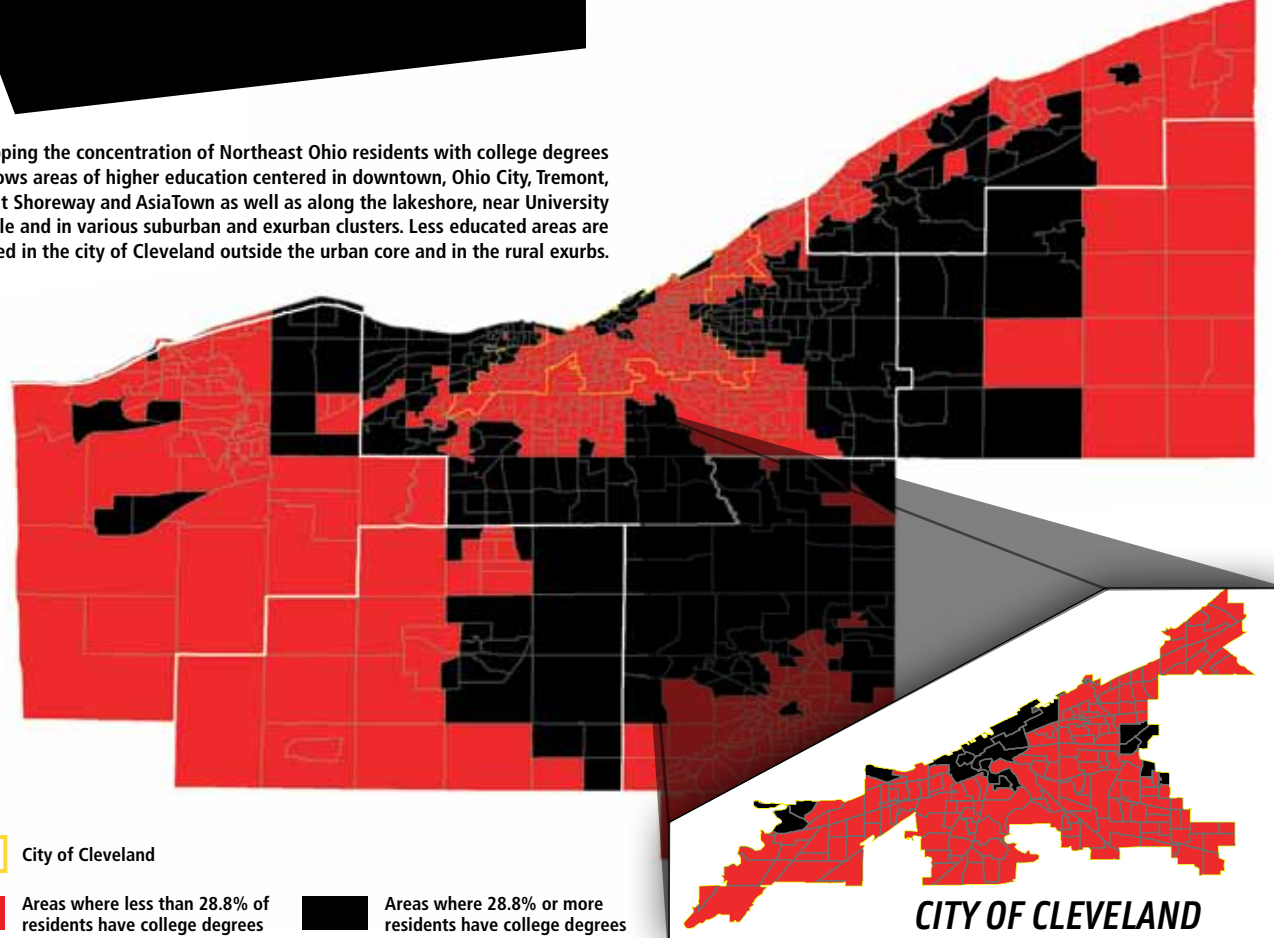 ping the concentration of Northeast Ohio residents with college degrees
ows areas of higher education centered in downtown, Ohio City, Tremont,
t Shoreway and AsiaTown as well as along the lakeshore, near University
le and in various suburban and exurban clusters. Less educated areas are
ed in the city of Cleveland outside the urban core and in the rural exurbs.
City of Cleveland
Areas where less than 28.8% of
residents have college degrees
Areas where 28.8% or more
residents have college degrees
CITY OF CLEVELAND